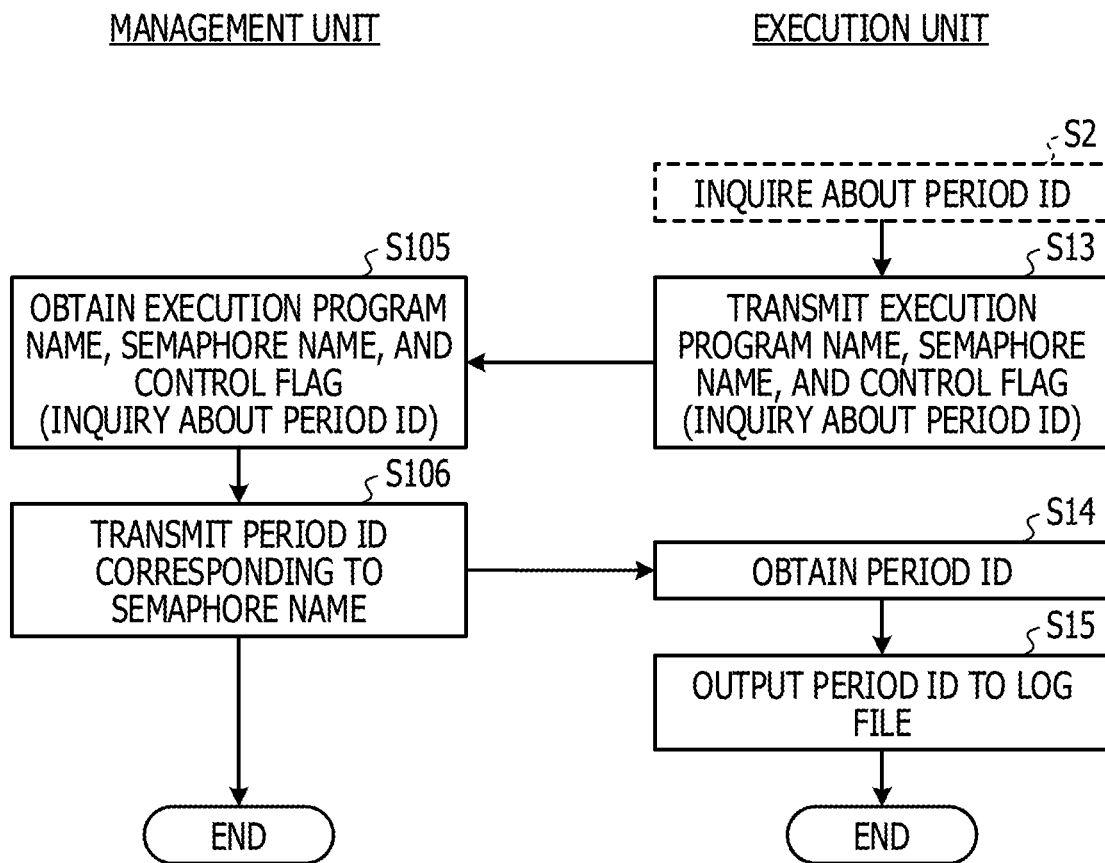 MANAGEMENT UNIT
EXECUTION UNIT
S2
INQUIRE ABOUT PERIOD ID
S105
OBTAIN EXECUTION PROGRAM
NAME, SEMAPHORE NAME, AND
CONTROL FLAG
(INQUIRY ABOUT PERIOD ID)
S13
TRANSMIT EXECUTION
PROGRAM NAME, SEMAPHORE
NAME, AND CONTROL FLAG
(INQUIRY ABOUT PERIOD ID)
S106
TRANSMIT PERIOD ID
CORRESPONDING TO
SEMAPHORE NAME
S14
OBTAIN PERIOD ID
S15
OUTPUT PERIOD ID TO LOG
FILE
END
END